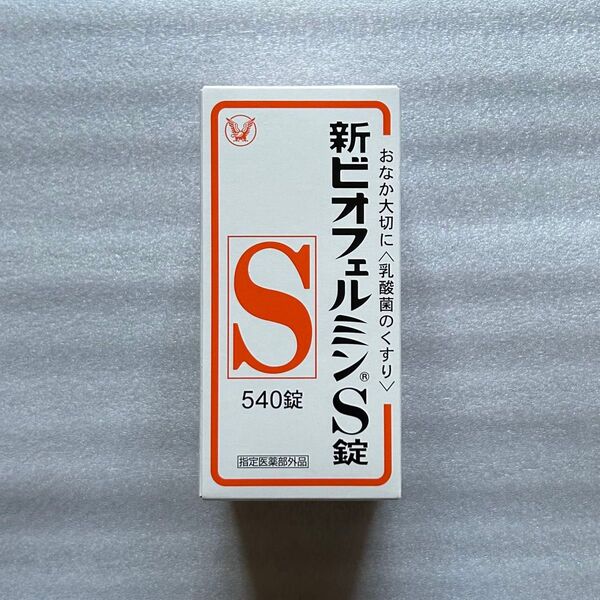 おなか大切に〈乳酸菌のくすり〉
新ビオフェルミン®S錠
S
540錠
指定医薬部外品